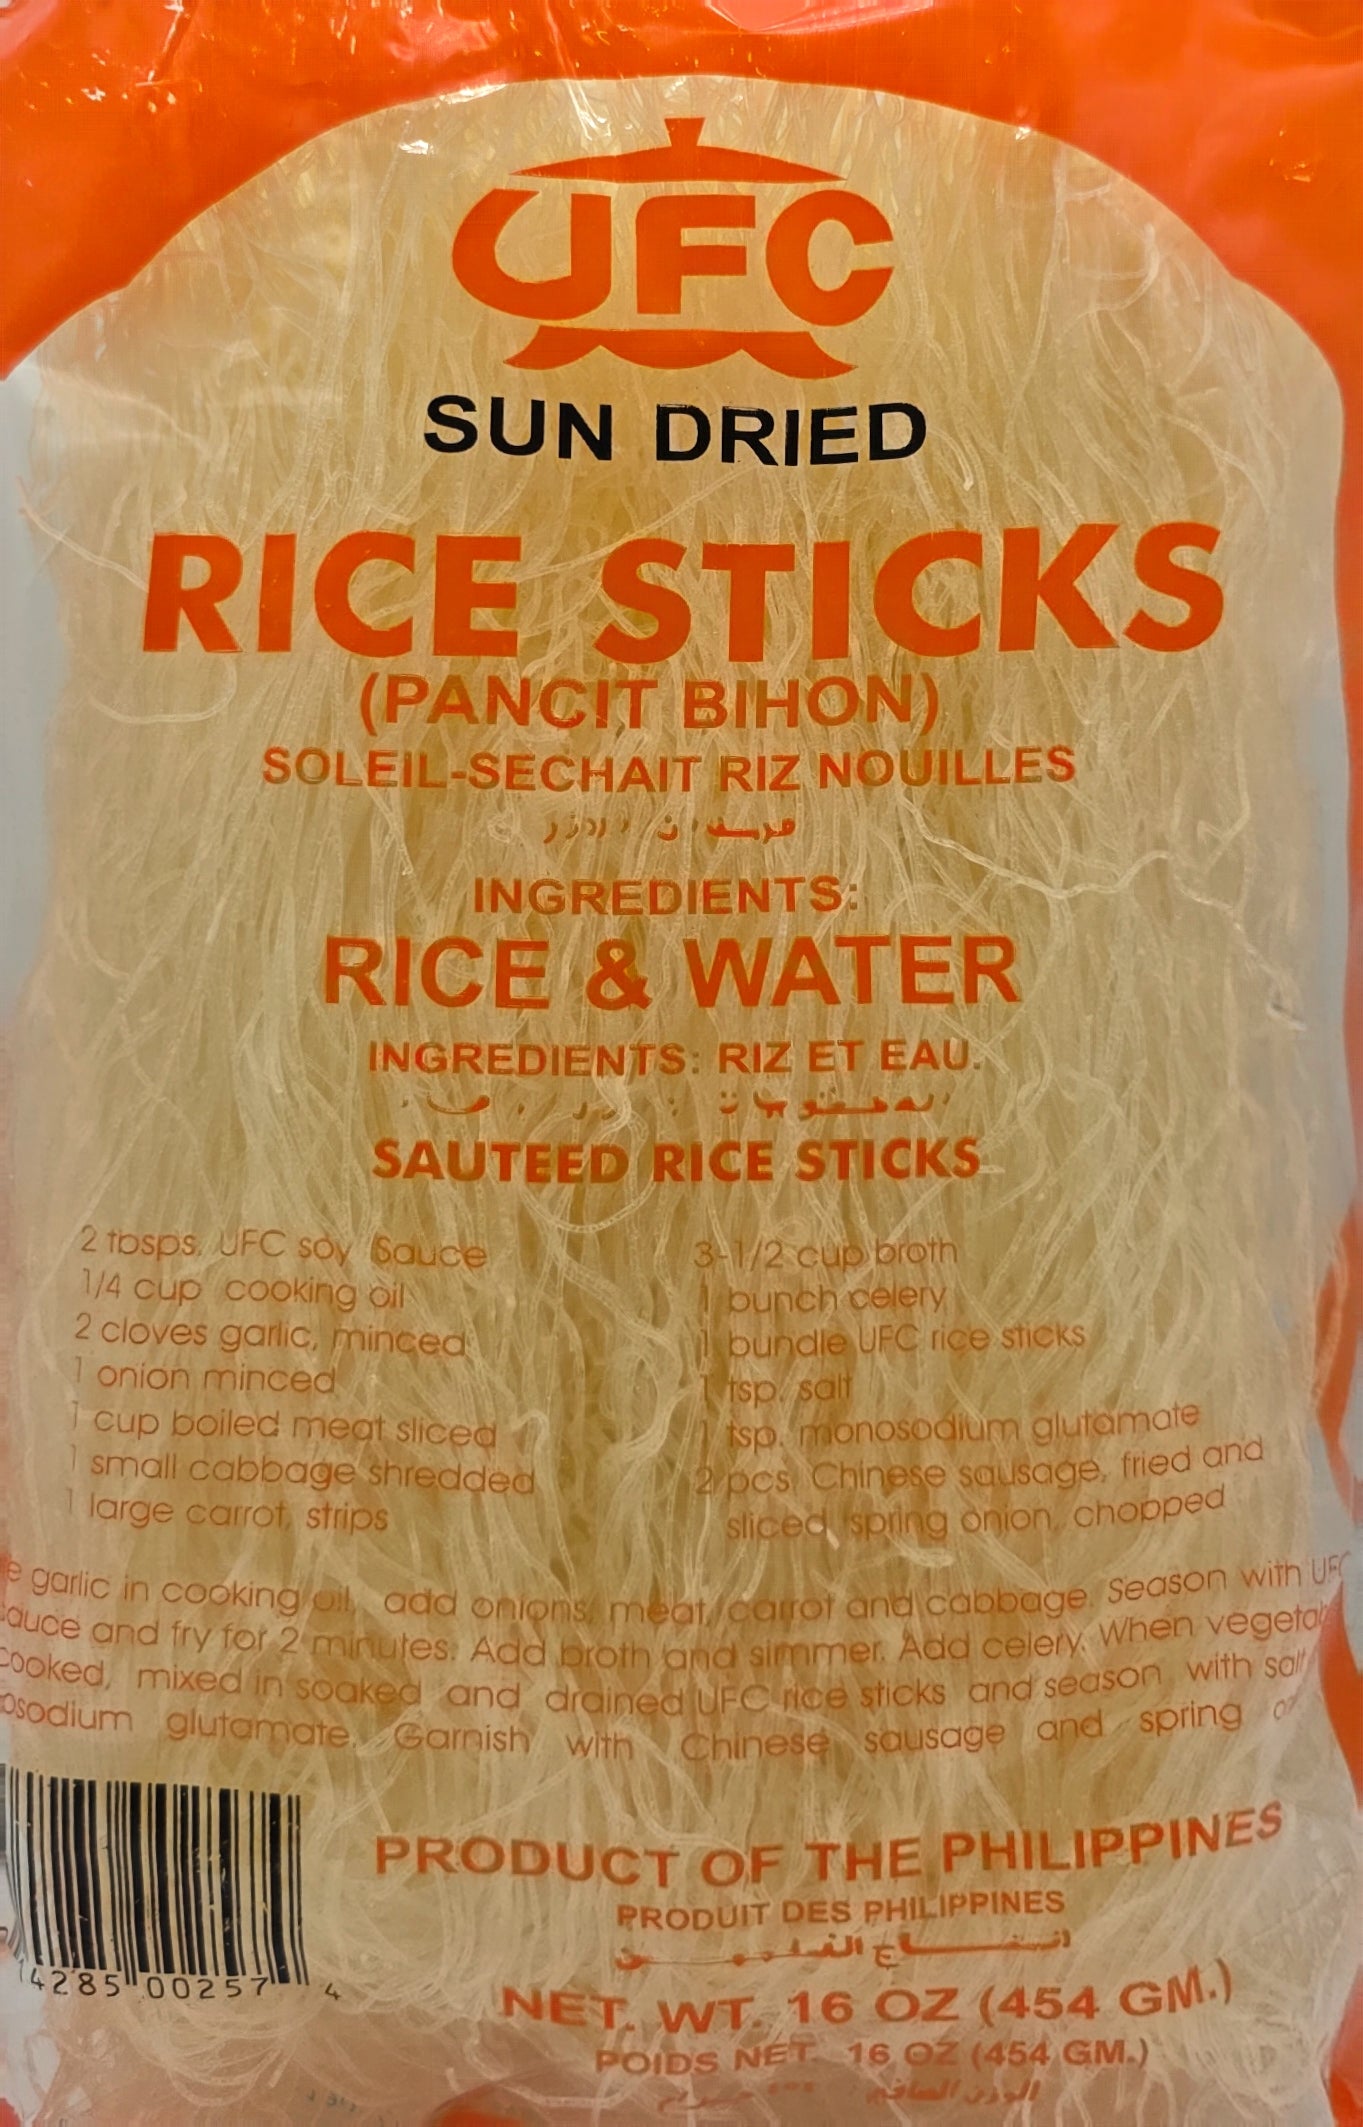 UFC
SUN DRIED
RICE STICKS
(PANCIT BIHON)
SOLEIL-SECHAIT RIZ NOUILLES
INGREDIENTS:
RICE & WATER
INGREDIENTS: RIZ ET EAU.
SAUTEED RICE STICKS
2 tbsps. UFC soy Sauce
1/4 cup cooking oil
2 cloves garlic, minced
1 onion minced
1 cup boiled meat sliced
1 small cabbage shredded
1 large carrot, strips
3-1/2 cup broth
1 bunch celery
1 bundle UFC rice sticks
1 tsp. salt
1 tsp. monosodium glutamate
2 pcs. Chinese sausage, fried and
sliced, spring onion, chopped
garlic in cooking oil, add onions, meat, carrot and cabbage. Season with UFC
and fry for 2 minutes. Add broth and simmer. Add celery. When
cooked, mixed in soaked and drained UFC rice sticks and season with salt
glutamate. Garnish with Chinese sausage and spring
PRODUCT OF THE PHILIPPINES
PRODUIT DES PHILIPPINES
14285 00257 4
NET. WT. 16 OZ (454 GM.)
POIDS NET. 16 OZ (454 GM.)
الوزن الصافي